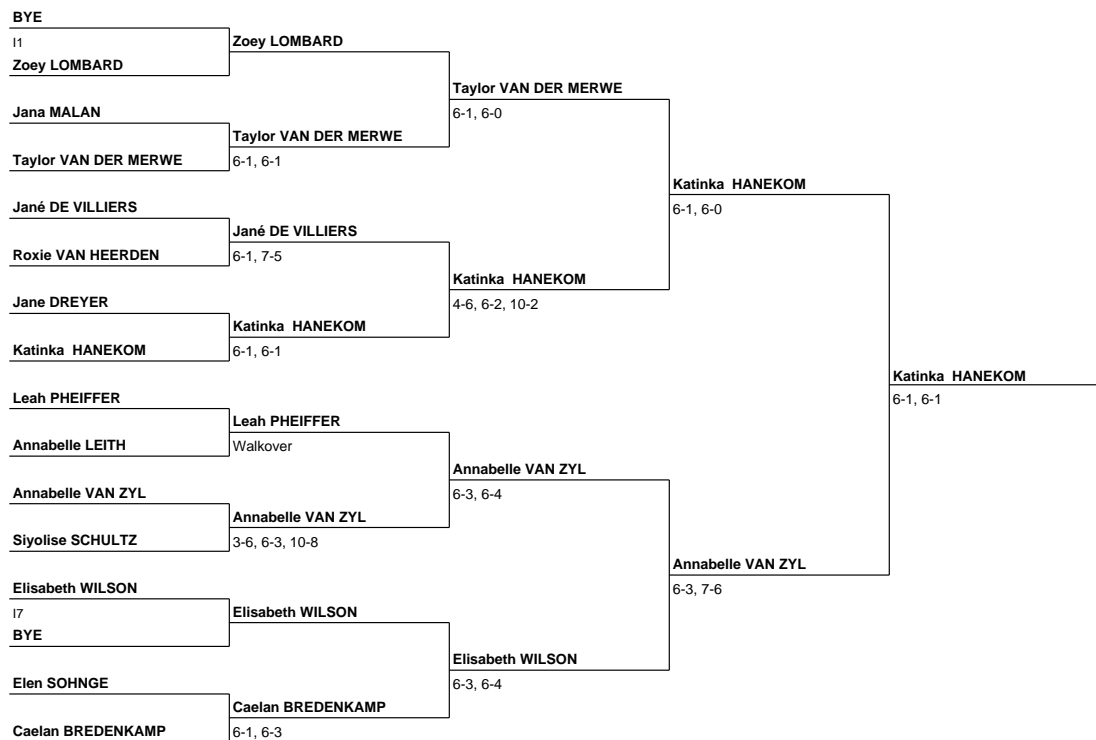 BYE
I1
Zoey LOMBARD
Zoey LOMBARD
Jana MALAN
Taylor VAN DER MERWE
Taylor VAN DER MERWE
6-1, 6-1
Taylor VAN DER MERWE
6-1, 6-0
Jané DE VILLIERS
Roxie VAN HEERDEN
Jané DE VILLIERS
6-1, 7-5
Jane DREYER
Katinka HANEKOM
Katinka HANEKOM
6-1, 6-1
Katinka HANEKOM
4-6, 6-2, 10-2
Katinka HANEKOM
6-1, 6-0
Leah PHEIFFER
Annabelle LEITH
Leah PHEIFFER
Walkover
Annabelle VAN ZYL
Siyolise SCHULTZ
Annabelle VAN ZYL
3-6, 6-3, 10-8
Annabelle VAN ZYL
6-3, 6-4
Elisabeth WILSON
I7
BYE
Elisabeth WILSON
Elen SOHNGE
Caelan BREDENKAMP
Caelan BREDENKAMP
6-1, 6-3
Elisabeth WILSON
6-3, 6-4
Annabelle VAN ZYL
6-3, 7-6
Katinka HANEKOM
6-1, 6-1